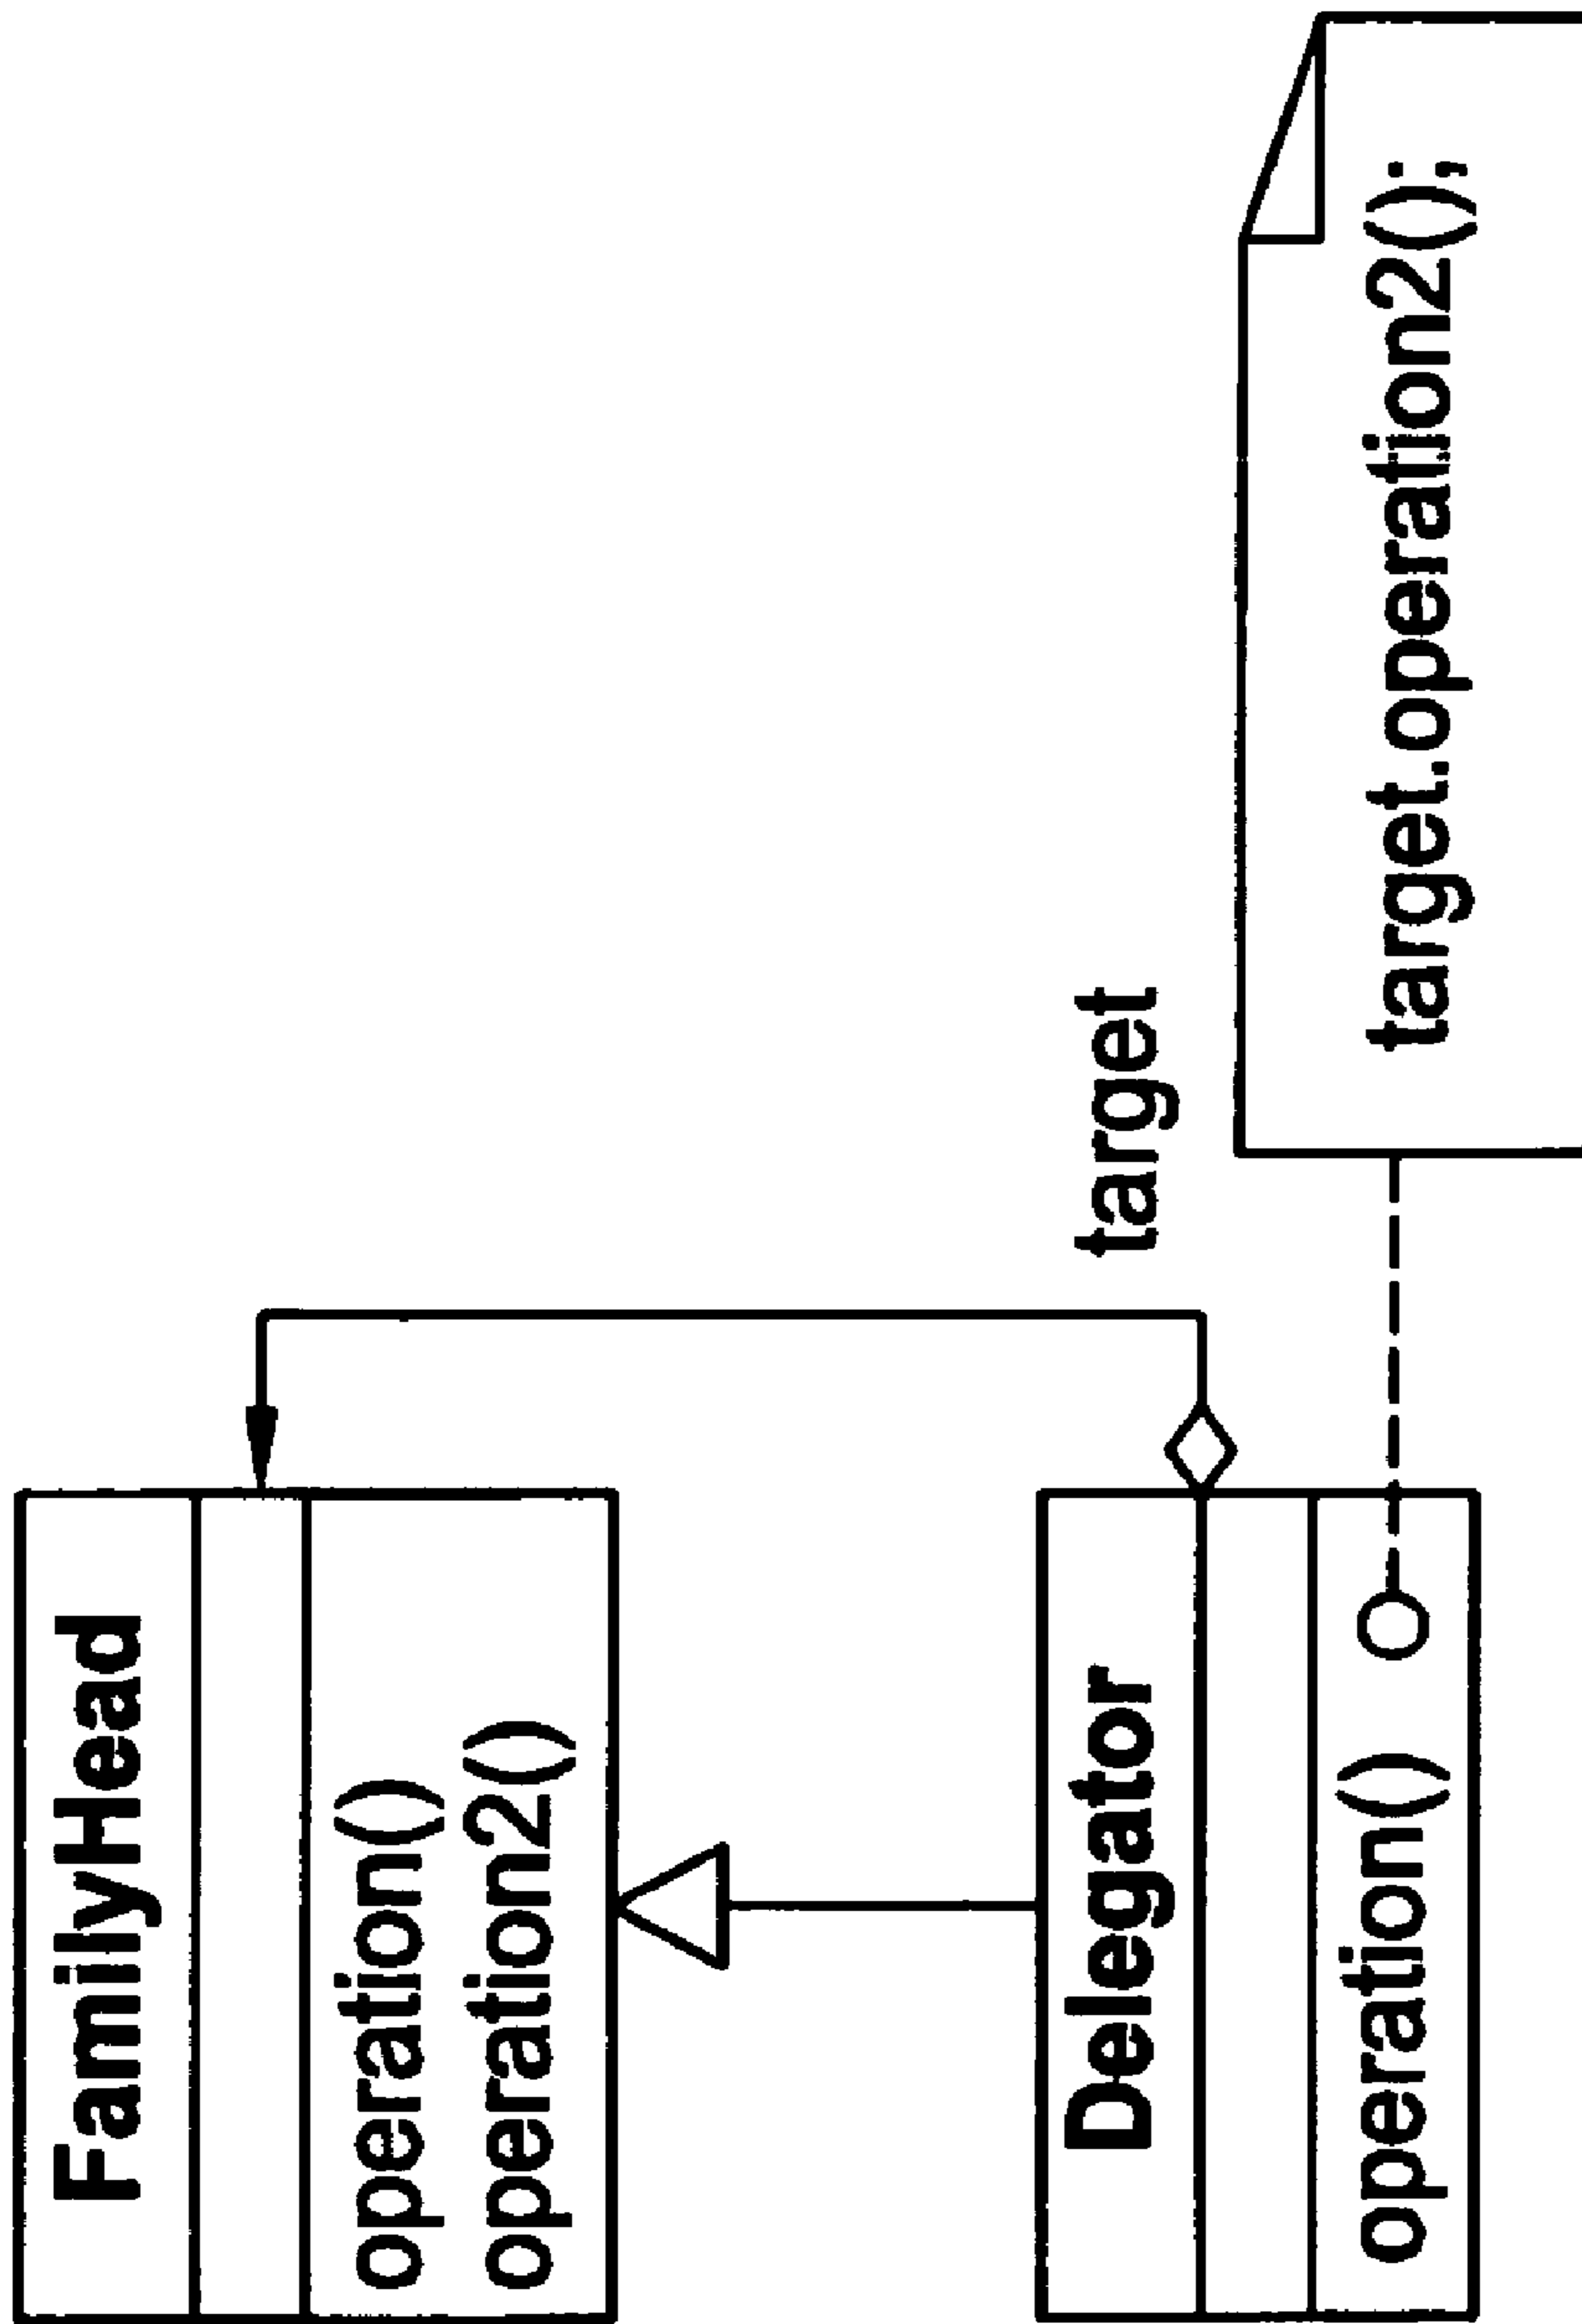 FamilyHead
operation()
operation2()
target
Delegator
operation()
target.operation2();